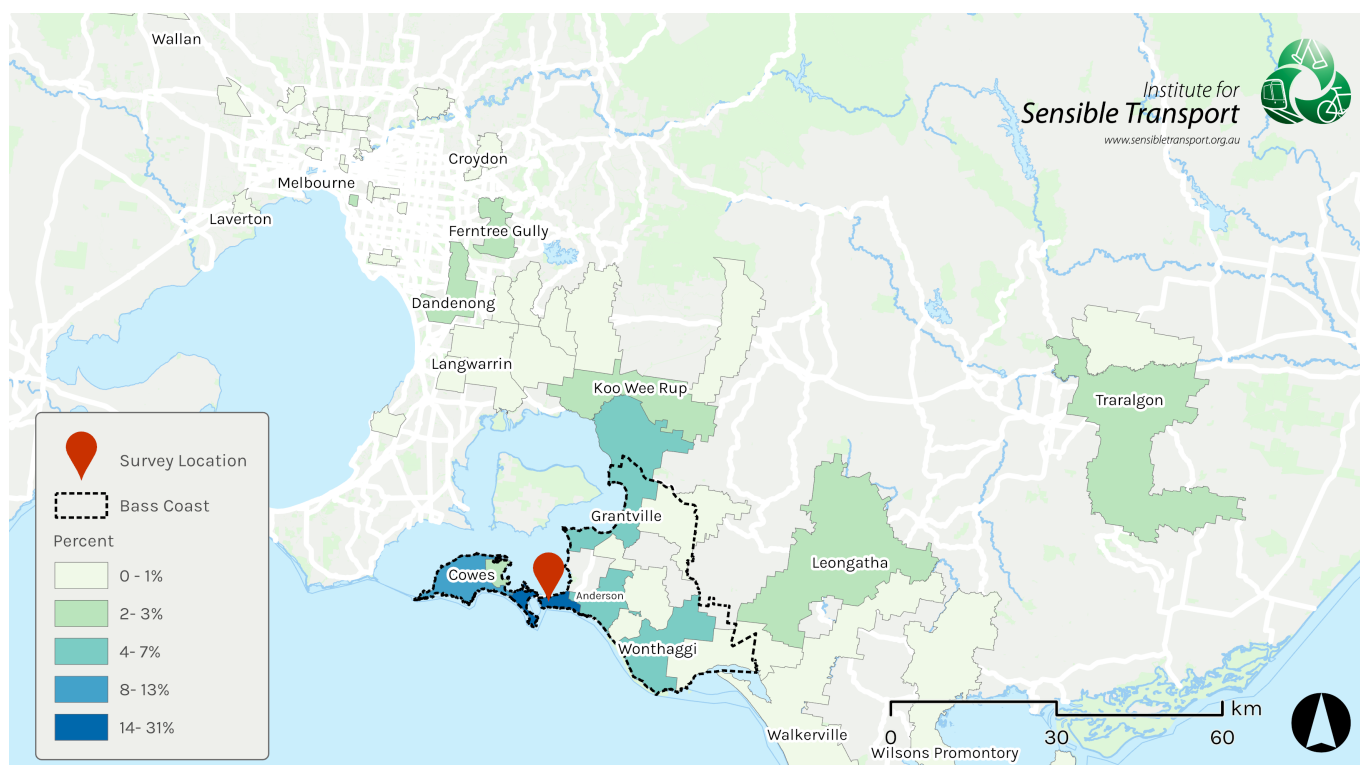 Wallan
Institute for
Sensible Transport
www.sensibletransport.org.au
Croydon
Melbourne
Laverton
Ferntree Gully
Dandenong
Langwarrin
Koo Wee Rup
Traralgon
Survey Location
Bass Coast
Percent
0 - 1%
2- 3%
4- 7%
8- 13%
14- 31%
Grantville
Leongatha
Cowes
Anderson
Wonthaggi
Walkerville
Wilsons Promontory
km
0 30 60